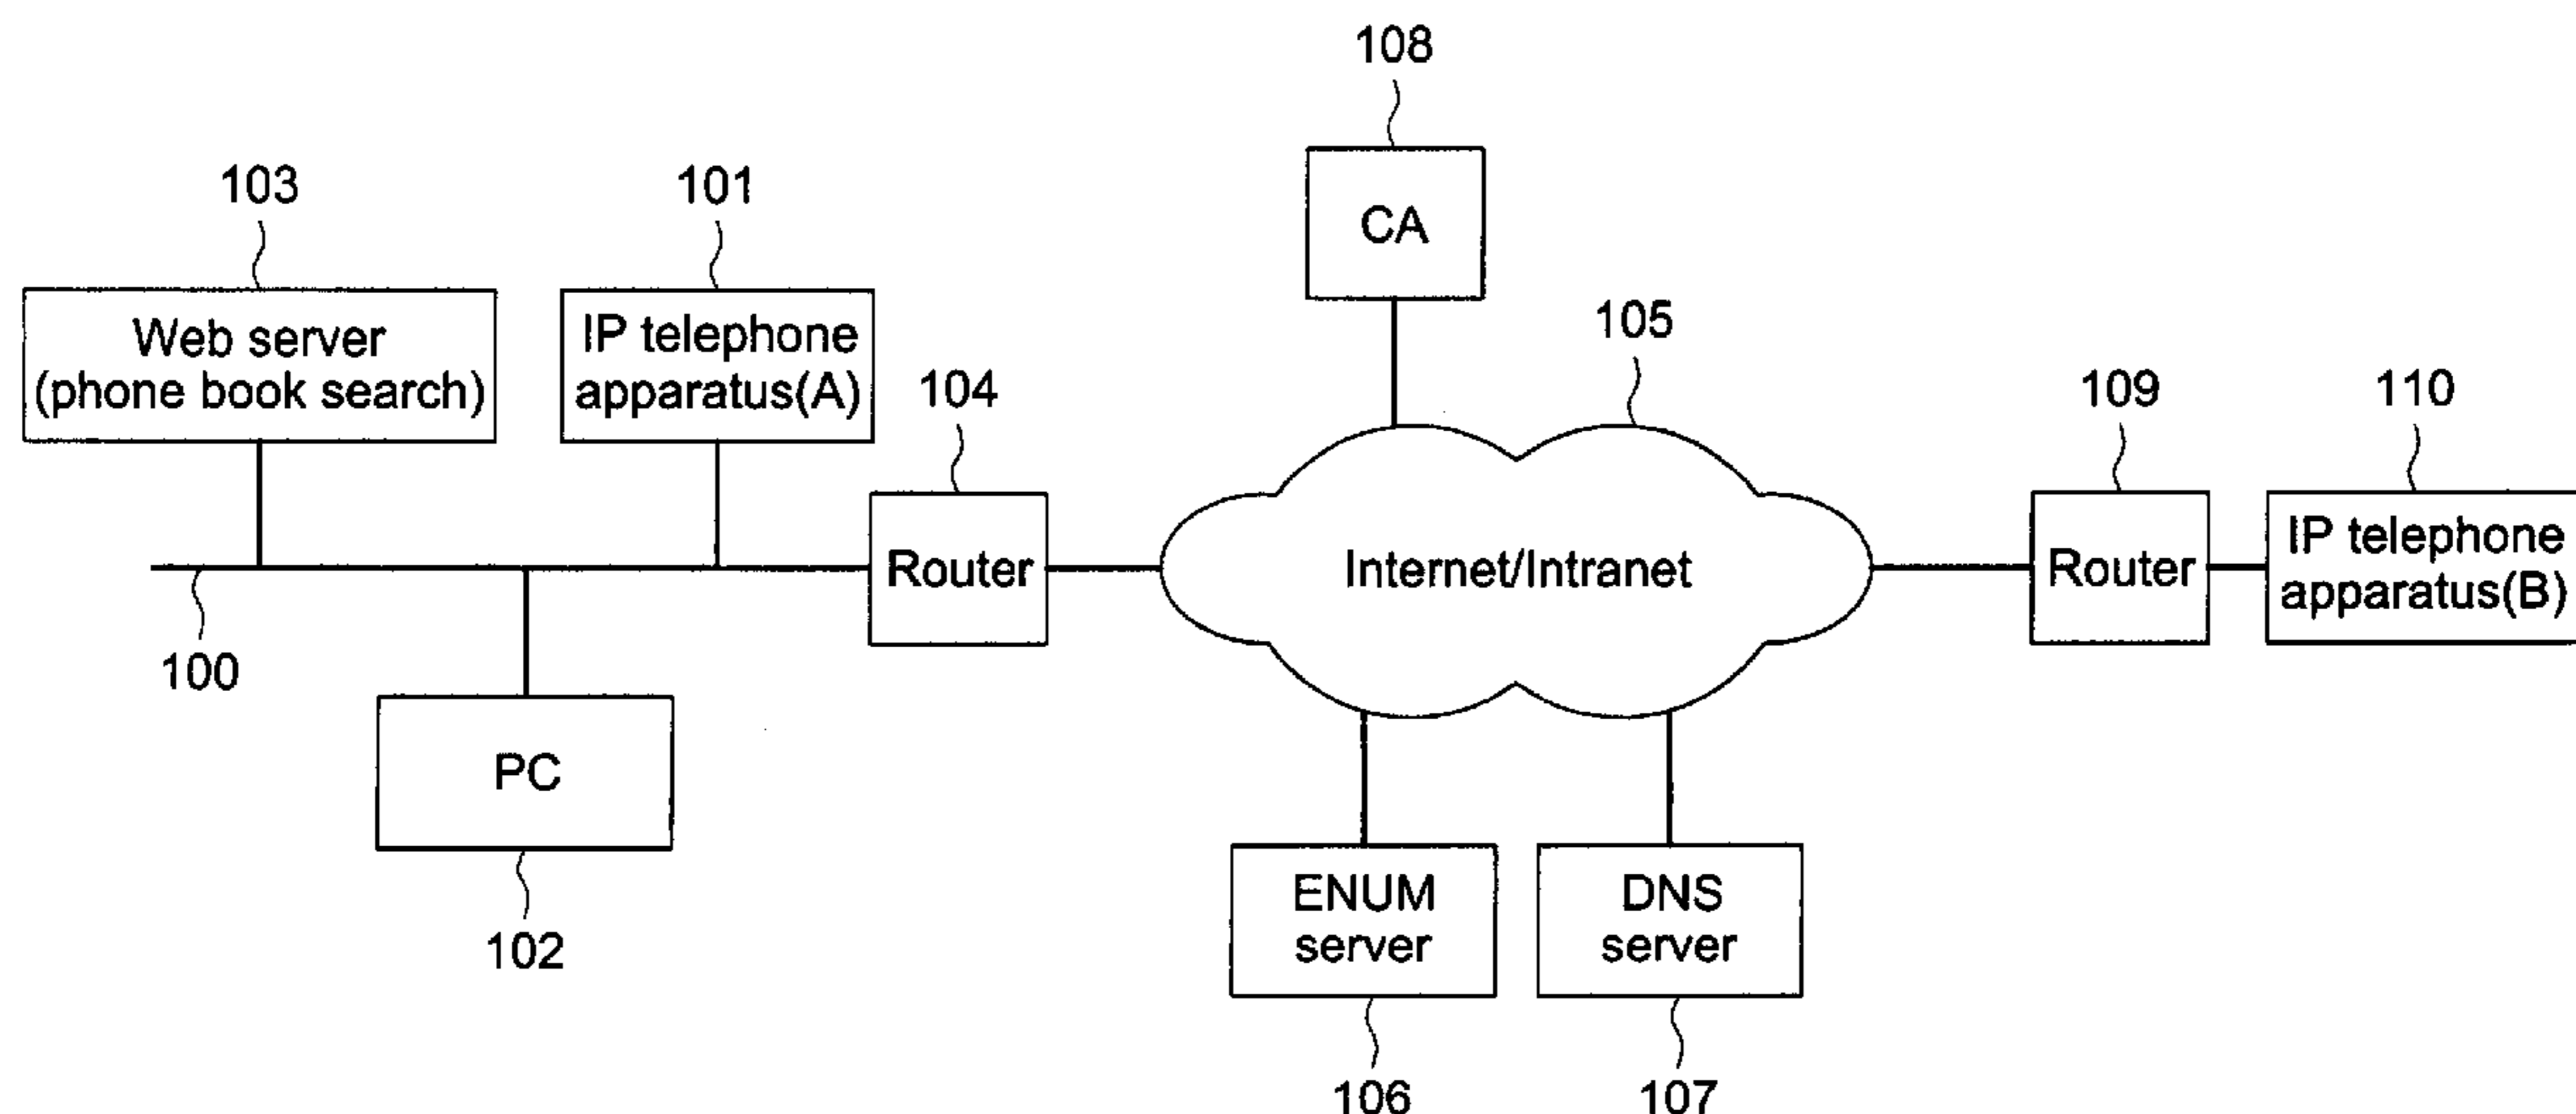 108
103
101
CA
105
Web server
(phone book search)
IP telephone
apparatus(A)
104
109
110
Router
Internet/Intranet
Router
IP telephone
apparatus(B)
100
PC
102
ENUM
server
DNS
server
106
107